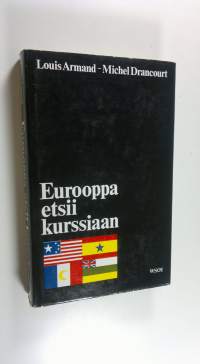 Louis Armand – Michel Drancourt
Eurooppa
etsii
kurssiaan
WSOY